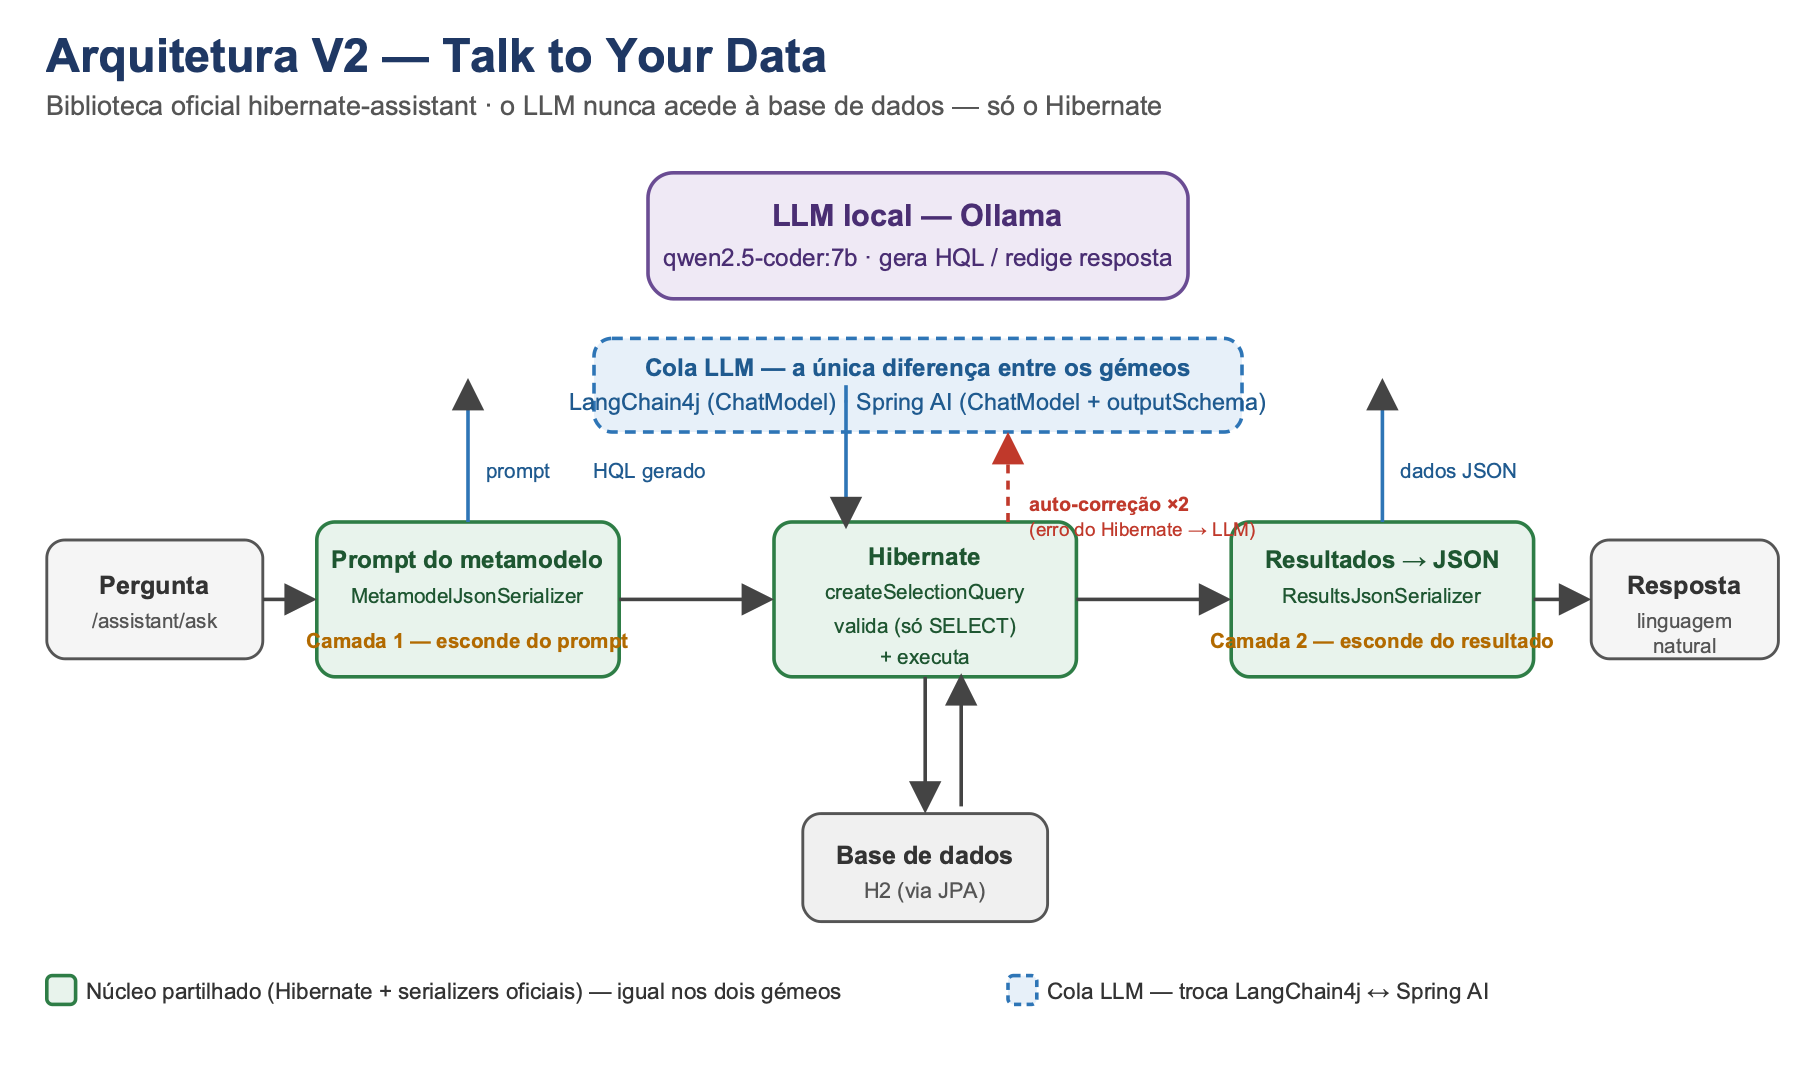 Arquitetura V2 — Talk to Your Data
Biblioteca oficial hibernate-assistant · o LLM nunca acede à base de dados — só o Hibernate
LLM local — Ollama
qwen2.5-coder:7b · gera HQL / redige resposta
Cola LLM — a única diferença entre os gémeos
LangChain4j (ChatModel) | Spring AI (ChatModel + outputSchema)
prompt
HQL gerado
dados JSON
auto-correção ×2
(erro do Hibernate → LLM)
Pergunta
/assistant/ask
Prompt do metamodelo
MetamodelJsonSerializer
Camada 1 — esconde do prompt
Hibernate
createSelectionQuery
valida (só SELECT)
+ executa
Resultados → JSON
ResultsJsonSerializer
Camada 2 — esconde do resultado
Resposta
linguagem
natural
Base de dados
H2 (via JPA)
Núcleo partilhado (Hibernate + serializers oficiais) — igual nos dois gémeos
Cola LLM — troca LangChain4j ↔ Spring AI